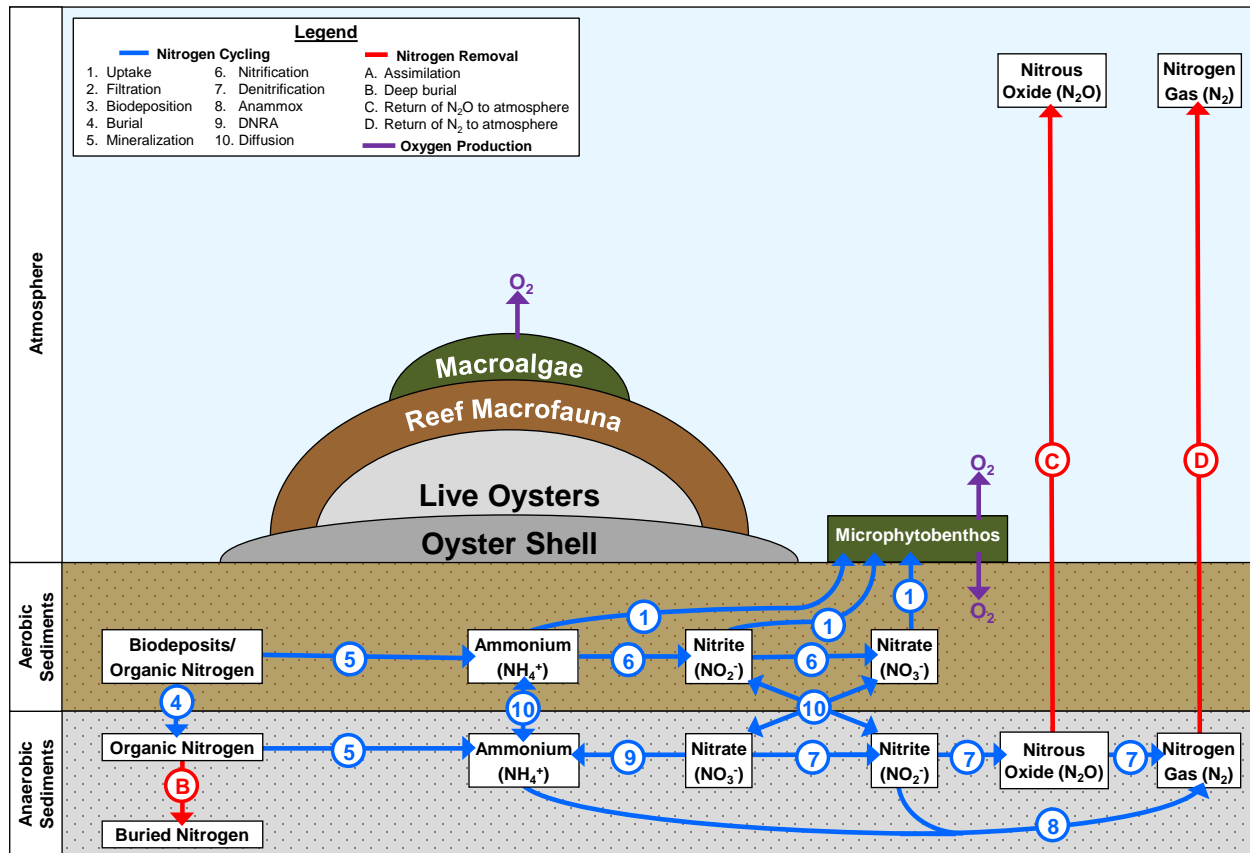 Legend
Nitrogen Cycling
1. Uptake
2. Filtration
3. Biodeposition
4. Burial
5. Mineralization
6. Nitrification
7. Denitrification
8. Anammox
9. DNRA
10. Diffusion
Nitrogen Removal
A. Assimilation
B. Deep burial
C. Return of N₂O to atmosphere
D. Return of N₂ to atmosphere
Oxygen Production
Atmosphere
Nitrous
Oxide (N₂O)
Nitrogen
Gas (N₂)
O₂
Macroalgae
Reef Macrofauna
Live Oysters
Oyster Shell
C
D
O₂
Microphytobenthos
O₂
Aerobic
Sediments
1
1
1
Biodeposits/
Organic Nitrogen
5
Ammonium
(NH₄⁺)
6
Nitrite
(NO₂⁻)
6
Nitrate
(NO₃⁻)
4
10
10
Anaerobic
Sediments
Organic Nitrogen
5
Ammonium
(NH₄⁺)
9
Nitrate
(NO₃⁻)
7
Nitrite
(NO₂⁻)
7
Nitrous
Oxide (N₂O)
7
Nitrogen
Gas (N₂)
B
8
Buried Nitrogen